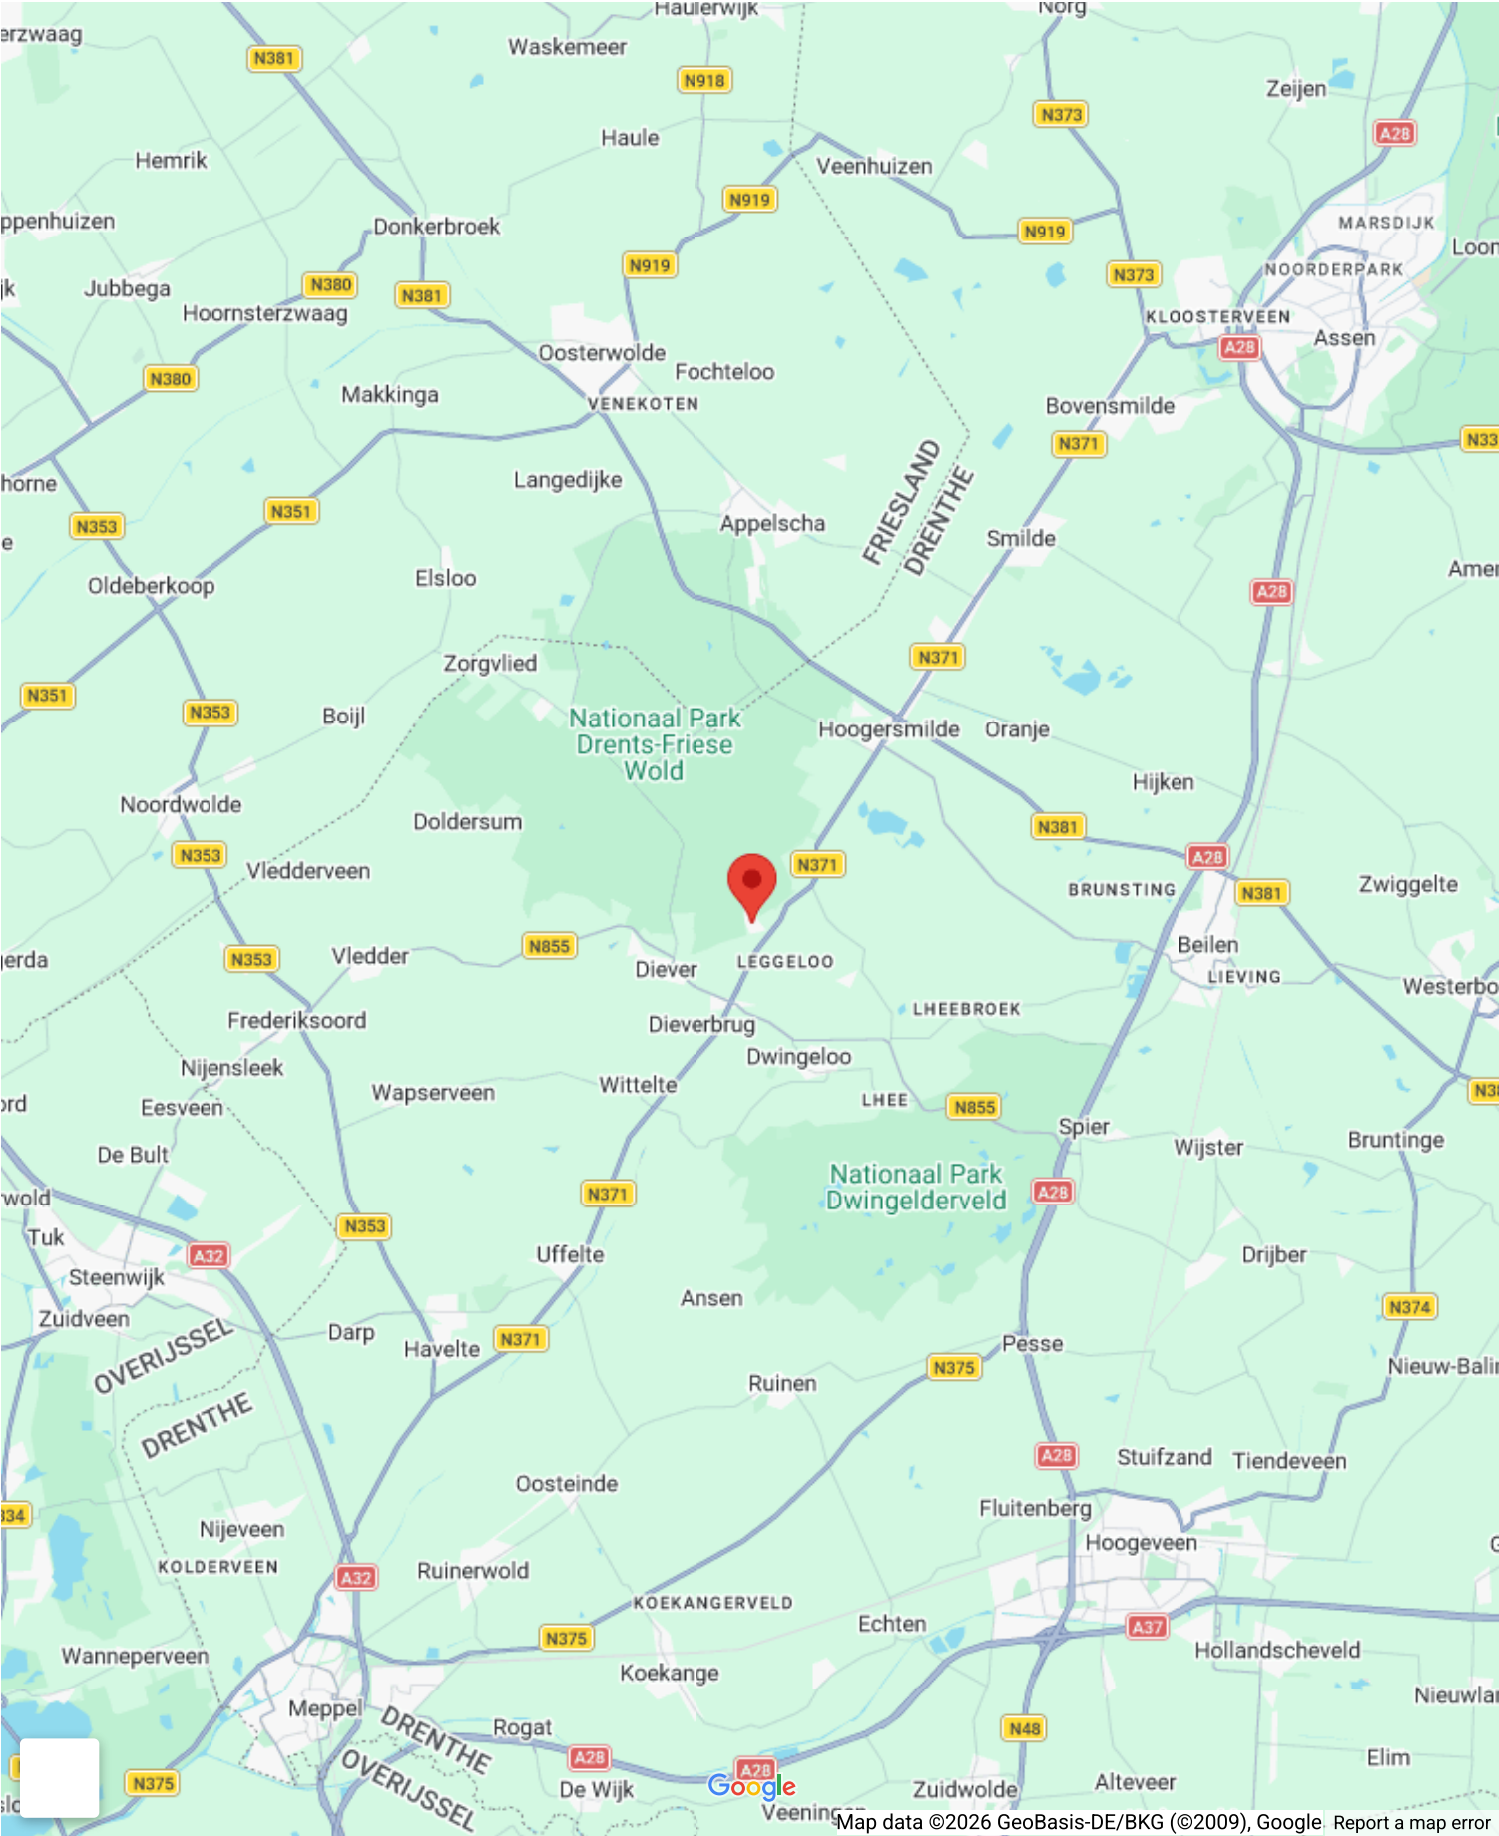 Haulerwijk
Norg
erzwaag
Waskemeer
N381
N918
Zeijen
N373
A28
Haule
Hemrik
Veenhuizen
N919
ppenhuizen
Donkerbroek
MARSDIJK
N919
Loon
N919
NOORDERPARK
N373
jk
Jubbega
N380
N381
Hoornsterzwaag
KLOOSTERVEEN
Assen
A28
Oosterwolde
Fochteloo
N380
Makkinga
VENEKOTEN
Bovensmilde
N371
N33
FRIESLAND
DRENTHE
Langedijke
horne
N351
N353
Appelscha
Smilde
e
Elsloo
Oldeberkoop
Amer
A28
Zorgvlied
N371
N351
N353
Boijl
Nationaal Park
Drents-Friese
Wold
Hoogersmilde
Oranje
Hijken
Noordwolde
Doldersum
N381
N353
A28
Vledderveen
N371
BRUNSTING
N381
Zwiggelte
Beilen
N855
Vledder
N353
Diever
LEGGELOO
LIEVING
Westerbo
LHEEBROEK
Frederiksoord
Dieverbrug
Dwingeloo
Nijensleek
Wapserveen
Wittelte
N38
LHEE
N855
Eesveen
Spier
De Bult
Wijster
Bruntinge
Nationaal Park
Dwingelderveld
N371
A28
rwold
N353
Tuk
A32
Uffelte
Drijber
Steenwijk
Ansen
N374
Zuidveen
OVERIJSSEL
DRENTHE
Darp
Havelte
N371
Pesse
N375
Nieuw-Balin
Ruinen
A28
Stuifzand
Tiendeveen
Oosteinde
Fluitenberg
334
Nijeveen
Hoogeveen
KOLDERVEEN
Ruinerwold
A32
KOEKANGERVELD
Echten
A37
N375
Hollandscheveld
Wanneperveen
Koekange
Nieuwlan
Meppel
DRENTHE
OVERIJSSEL
Rogat
N48
A28
Elim
A28
N375
De Wijk
Google
Zuidwolde
Alteveer
Veeningen
Map data ©2026 GeoBasis-DE/BKG (©2009), Google
Report a map error